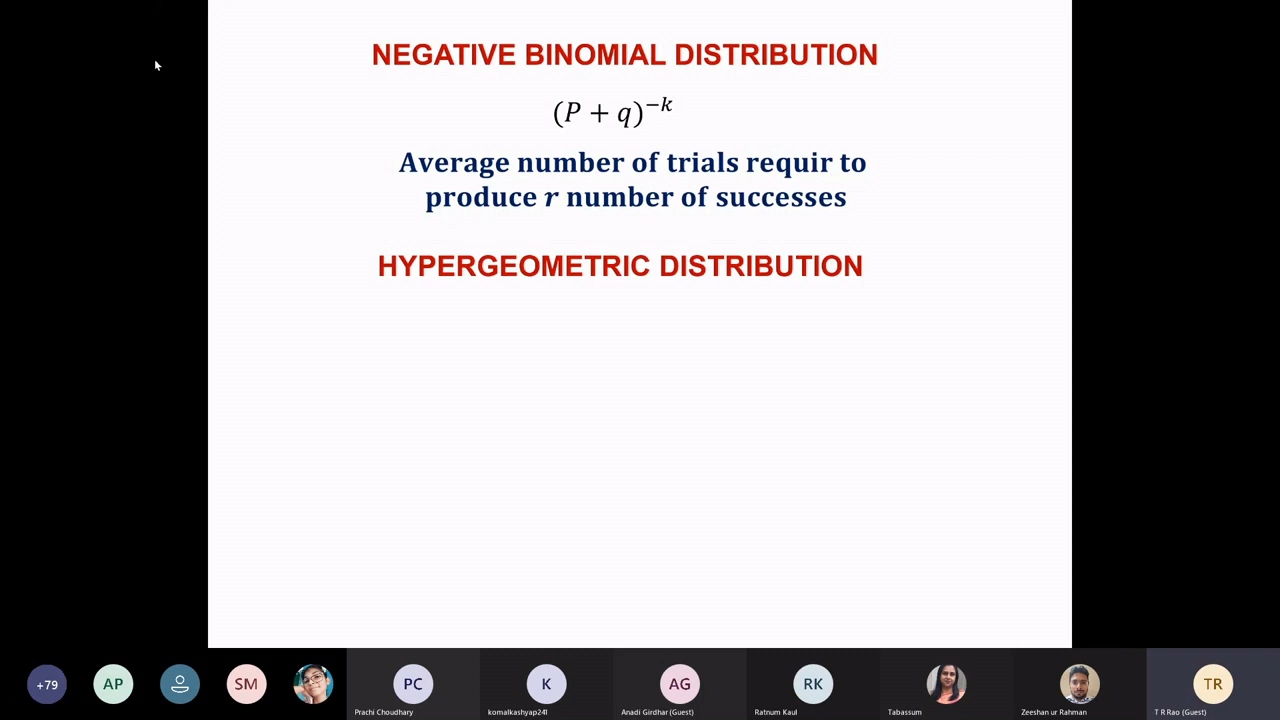 NEGATIVE BINOMIAL DISTRIBUTION
(P + q)^{-k}
Average number of trials requir to
produce r number of successes
HYPERGEOMETRIC DISTRIBUTION
+79
AP
SM
PC
K
AG
RK
TR
Prachi Choudhary
komalkashyap241
Anadi Girdhar (Guest)
Ratnum Kaul
Tabassum
Zeeshan ur Rahman
T R Rao (Guest)